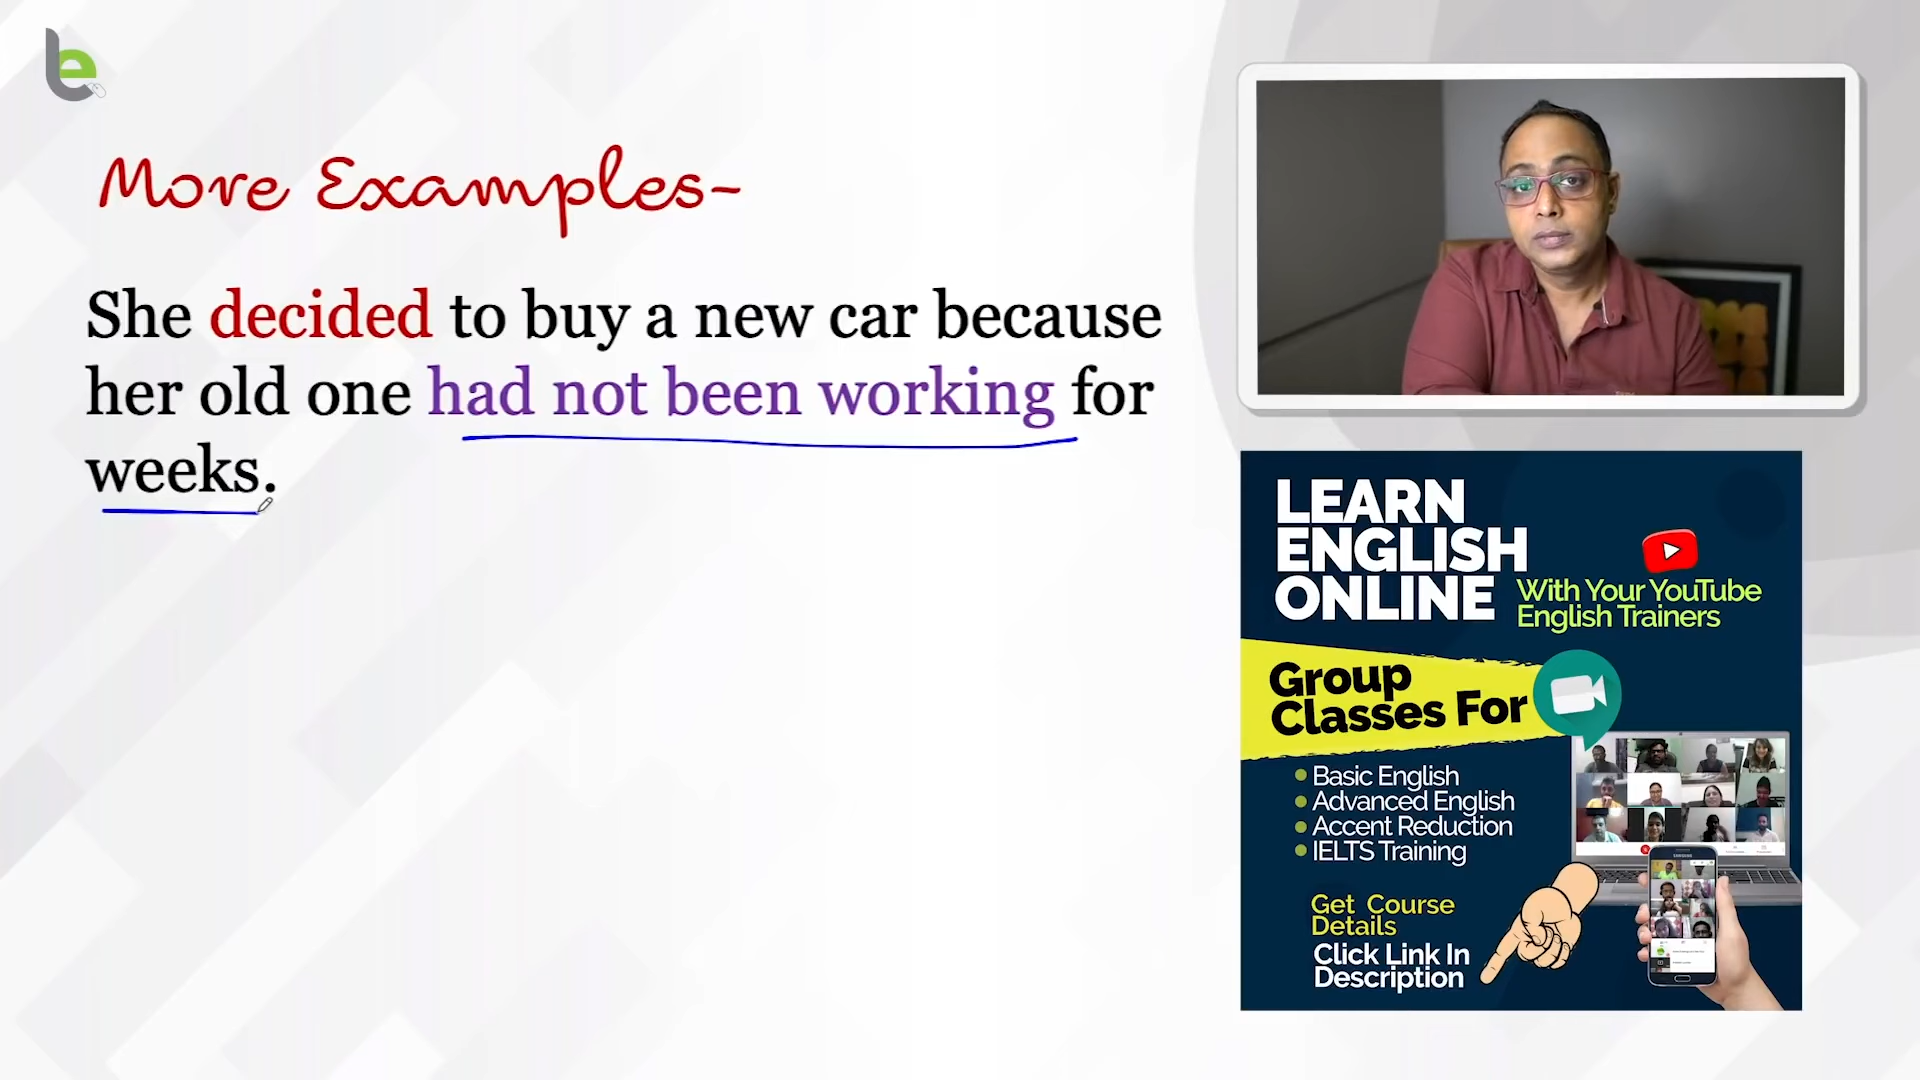 be
More Examples-
She decided to buy a new car because
her old one had not been working for
weeks.
LEARN
ENGLISH
ONLINE
With Your YouTube
English Trainers
Group
Classes For
Basic English
Advanced English
Accent Reduction
IELTS Training
Get Course
Details
Click Link In
Description
SAMSUNG